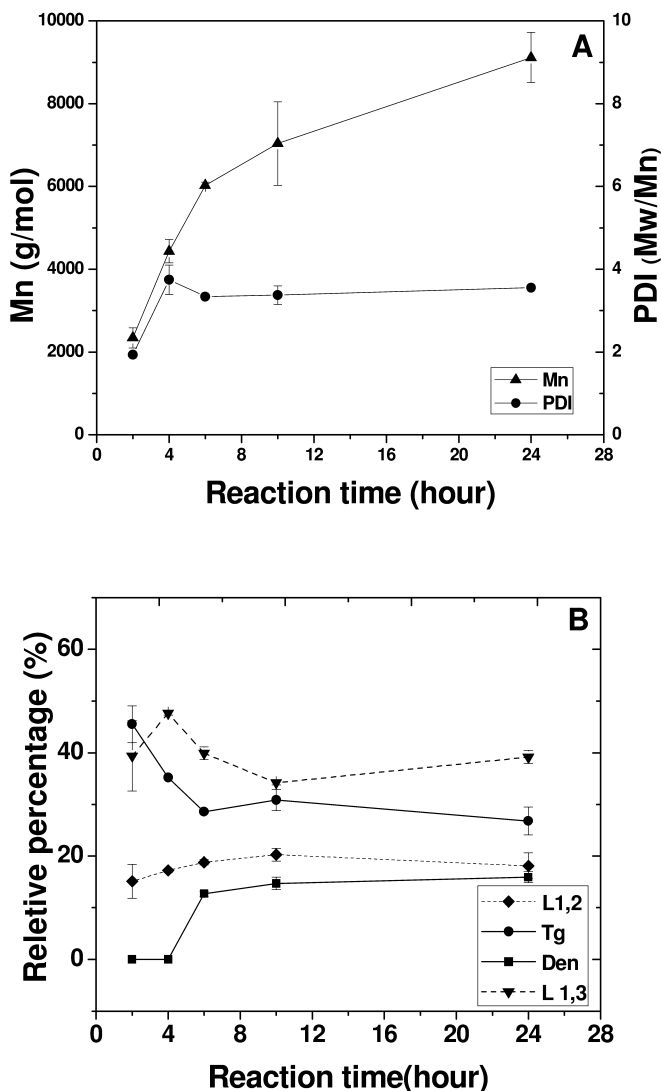 A
10000
8000
6000
4000
2000
0
10
8
6
4
2
0
Mn (g/mol)
PDI (Mw/Mn)
Mn
PDI
0 4 8 12 16 20 24 28
Reaction time (hour)
B
60
40
20
0
Reletive percentage (%)
L1,2
Tg
Den
L 1,3
0 4 8 12 16 20 24 28
Reaction time(hour)